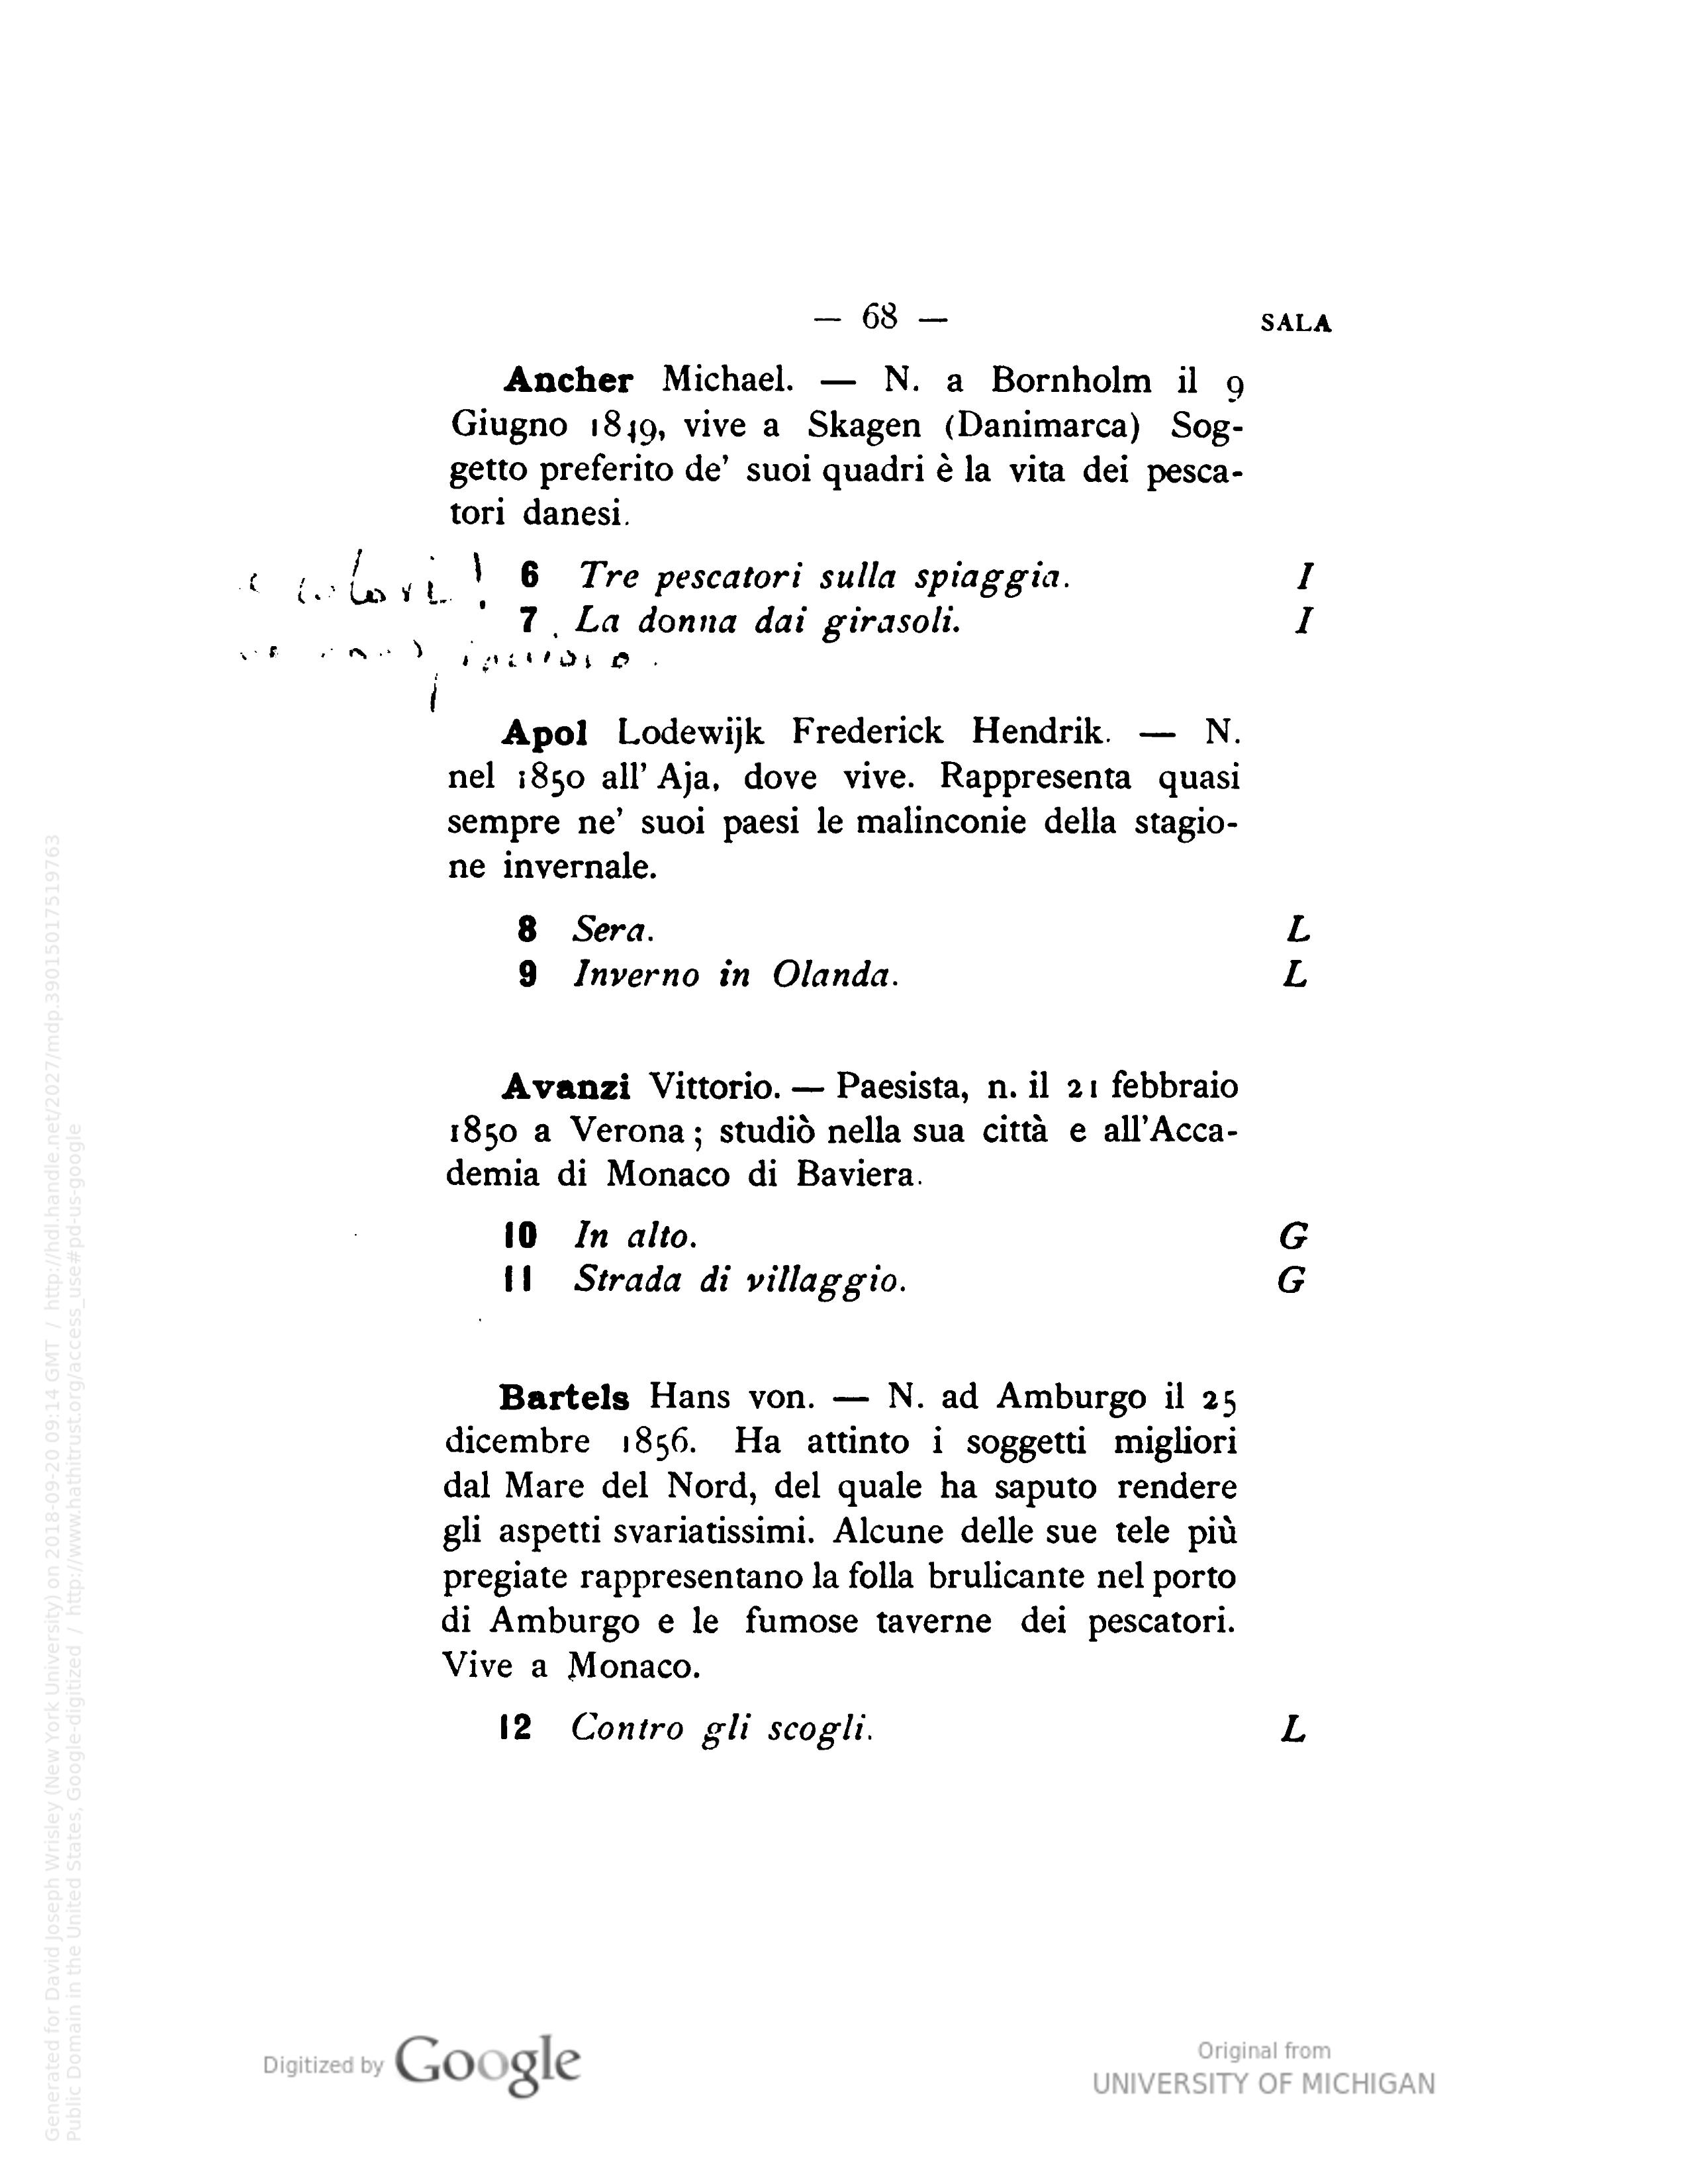 — 68 —
SALA
Ancher Michael. — N. a Bornholm il 9
Giugno 1849, vive a Skagen (Danimarca) Sog-
getto preferito de' suoi quadri è la vita dei pesca-
tori danesi.
6 Tre pescatori sulla spiaggia. I
7 La donna dai girasoli. I
Apol Lodewijk Frederick Hendrik. — N.
nel 1850 all' Aja, dove vive. Rappresenta quasi
sempre ne' suoi paesi le malinconie della stagio-
ne invernale.
8 Sera. L
9 Inverno in Olanda. L
Avanzi Vittorio. — Paesista, n. il 21 febbraio
1850 a Verona ; studiò nella sua città e all'Acca-
demia di Monaco di Baviera.
10 In alto. G
11 Strada di villaggio. G
Bartels Hans von. — N. ad Amburgo il 25
dicembre 1856. Ha attinto i soggetti migliori
dal Mare del Nord, del quale ha saputo rendere
gli aspetti svariatissimi. Alcune delle sue tele più
pregiate rappresentano la folla brulicante nel porto
di Amburgo e le fumose taverne dei pescatori.
Vive a Monaco.
12 Contro gli scogli. L
Generated for David Joseph Wrisley (New York University) on 2018-09-20 09:14 GMT / http://hdl.handle.net/2027/mdp.39015017519763
Public Domain in the United States, Google-digitized / http://www.hathitrust.org/access_use#pd-us-google
Digitized by Google
Original from
UNIVERSITY OF MICHIGAN